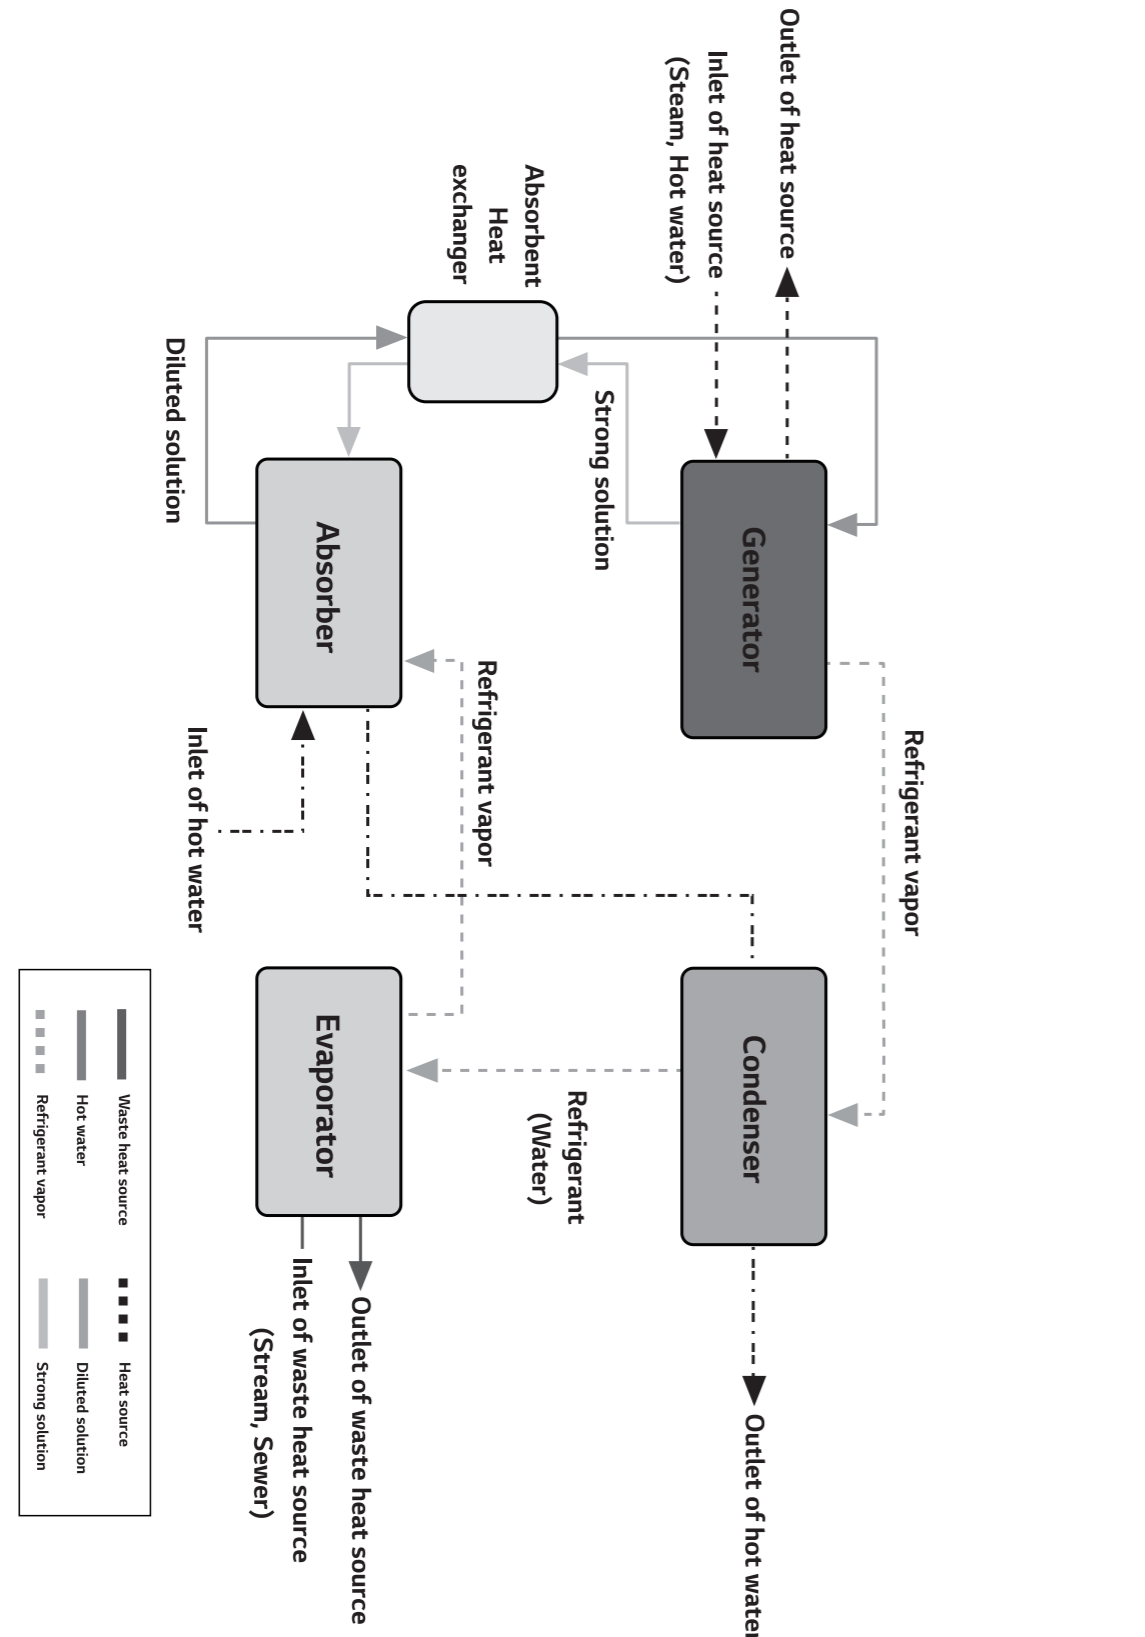 Outlet of heat source
Inlet of heat source
(Steam, Hot water)
Generator
Refrigerant vapor
Condenser
Outlet of hot water
Strong solution
Absorbent
Heat
exchanger
Refrigerant
(Water)
Refrigerant vapor
Diluted solution
Absorber
Inlet of hot water
Evaporator
Outlet of waste heat source
Inlet of waste heat source
(Stream, Sewer)
Waste heat source
Heat source
Hot water
Diluted solution
Refrigerant vapor
Strong solution